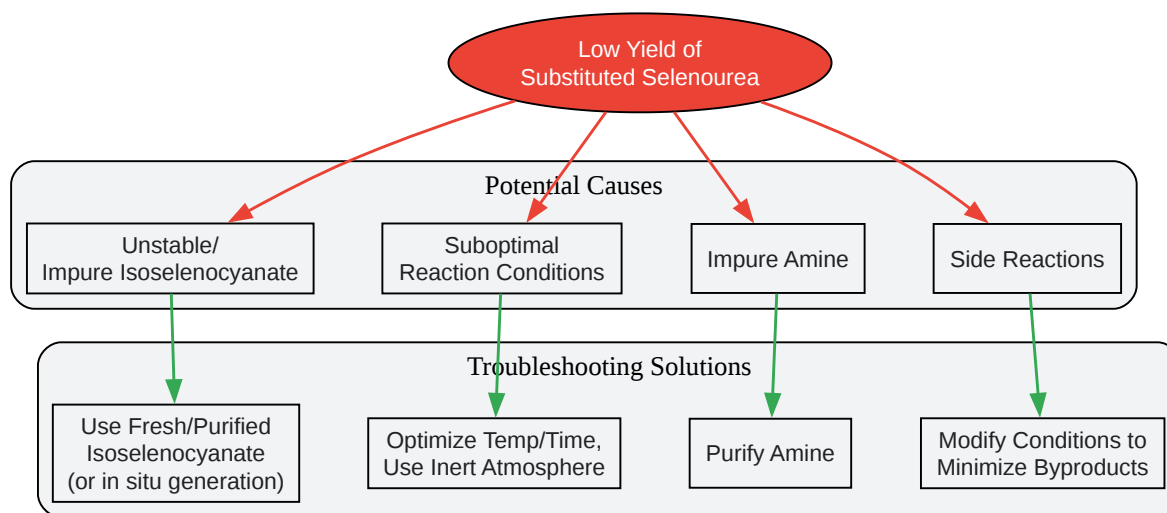 Low Yield of
Substituted Selenourea
Potential Causes
Unstable/
Impure Isoselenocyanate
Suboptimal
Reaction Conditions
Impure Amine
Side Reactions
Troubleshooting Solutions
Use Fresh/Purified
Isoselenocyanate
(or in situ generation)
Optimize Temp/Time,
Use Inert Atmosphere
Purify Amine
Modify Conditions to
Minimize Byproducts